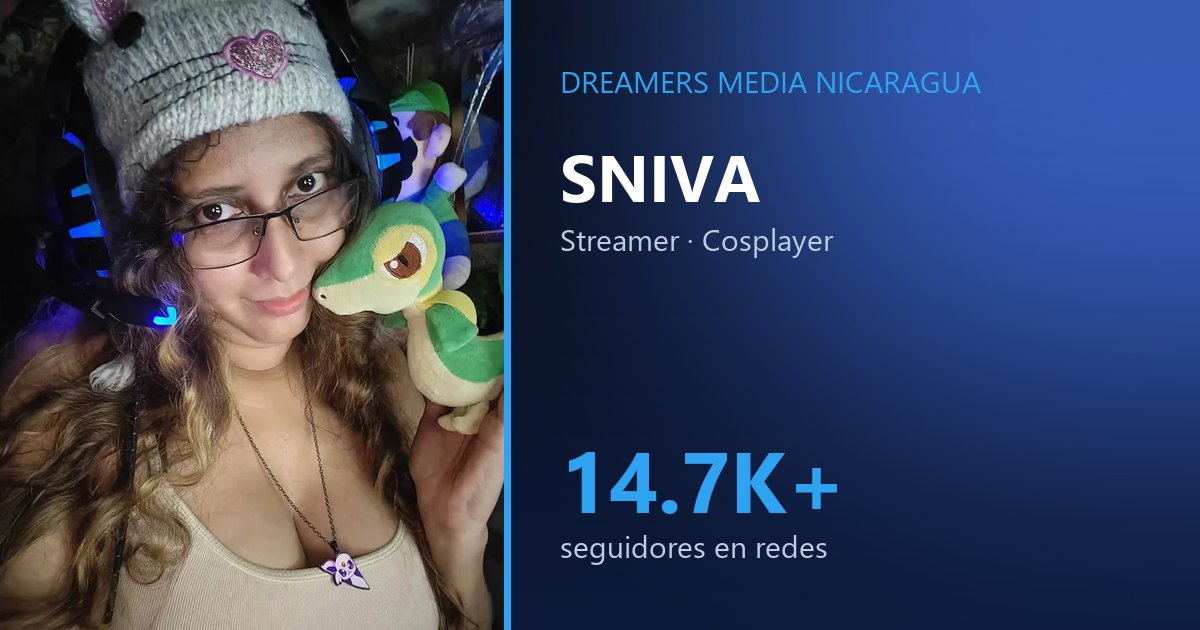 DREAMERS MEDIA NICARAGUA
SNIVA
Streamer · Cosplayer
14.7K+
seguidores en redes